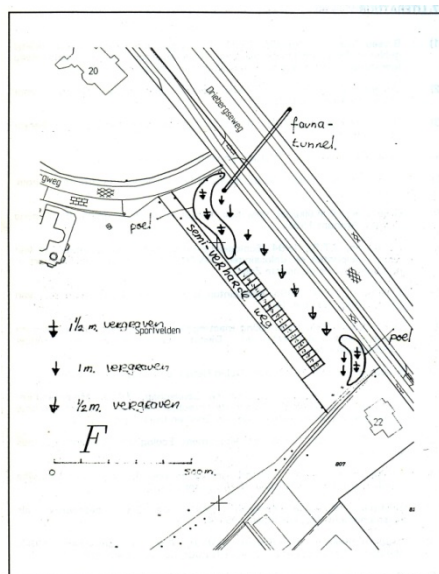 20
Driebergseweg
fauna-
tunnel.
gweg
poel
semi-verharde weg
poel
1½ m. vergraven
Sportvelden
1 m. vergraven
½ m. vergraven
22
F
0 500 m.